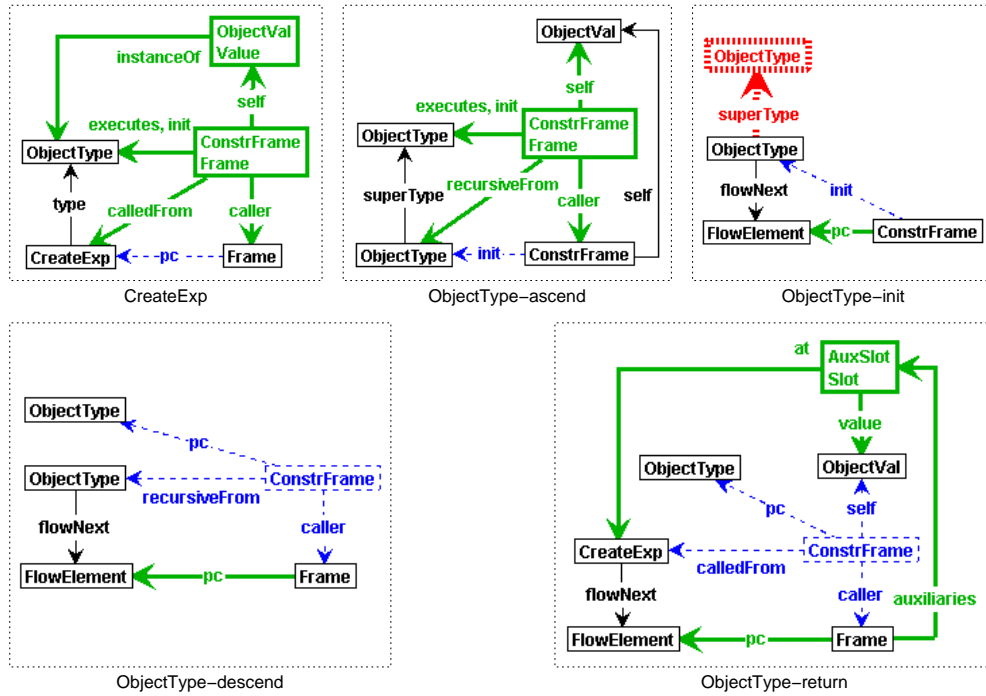 ObjectVal
Value
instanceOf
self
executes, init
ObjectType
ConstrFrame
Frame
type
calledFrom
caller
CreateExp
pc
Frame
CreateExp
ObjectVal
self
executes, init
ObjectType
ConstrFrame
Frame
superType
recursiveFrom
caller
self
ObjectType
init
ConstrFrame
ObjectType−ascend
ObjectType
superType
ObjectType
flowNext
init
FlowElement
pc
ConstrFrame
ObjectType−init
ObjectType
pc
ObjectType
ConstrFrame
recursiveFrom
flowNext
caller
FlowElement
pc
Frame
ObjectType−descend
at
AuxSlot
Slot
value
ObjectType
ObjectVal
pc
self
CreateExp
ConstrFrame
calledFrom
flowNext
caller
auxiliaries
FlowElement
pc
Frame
ObjectType−return